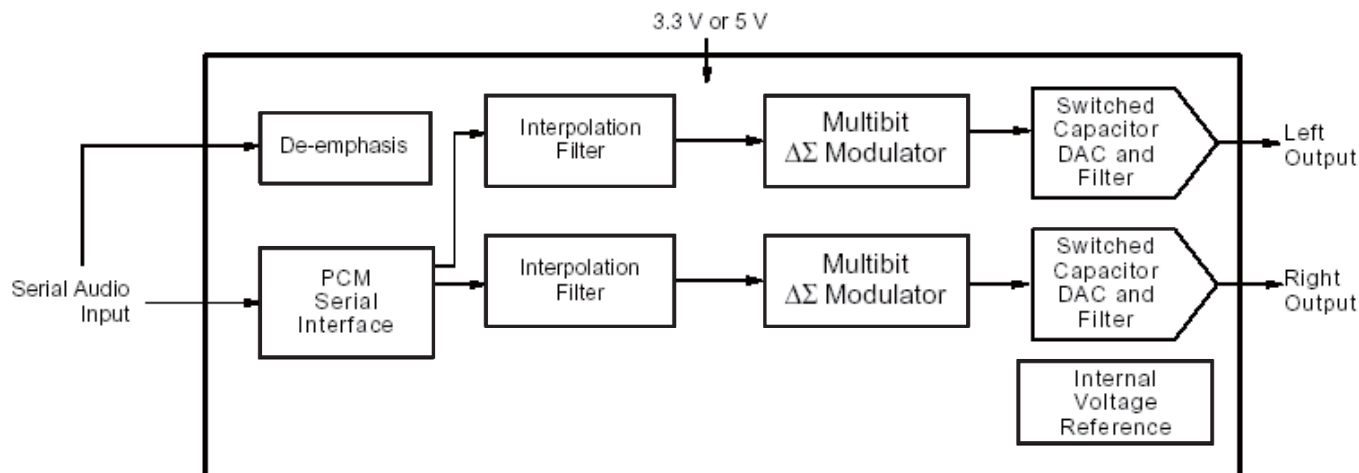 3.3 V or 5 V
De-emphasis
Interpolation
Filter
Multibit
ΔΣ Modulator
Switched
Capacitor
DAC and
Filter
Left
Output
Serial Audio
Input
PCM
Serial
Interface
Interpolation
Filter
Multibit
ΔΣ Modulator
Switched
Capacitor
DAC and
Filter
Right
Output
Internal
Voltage
Reference